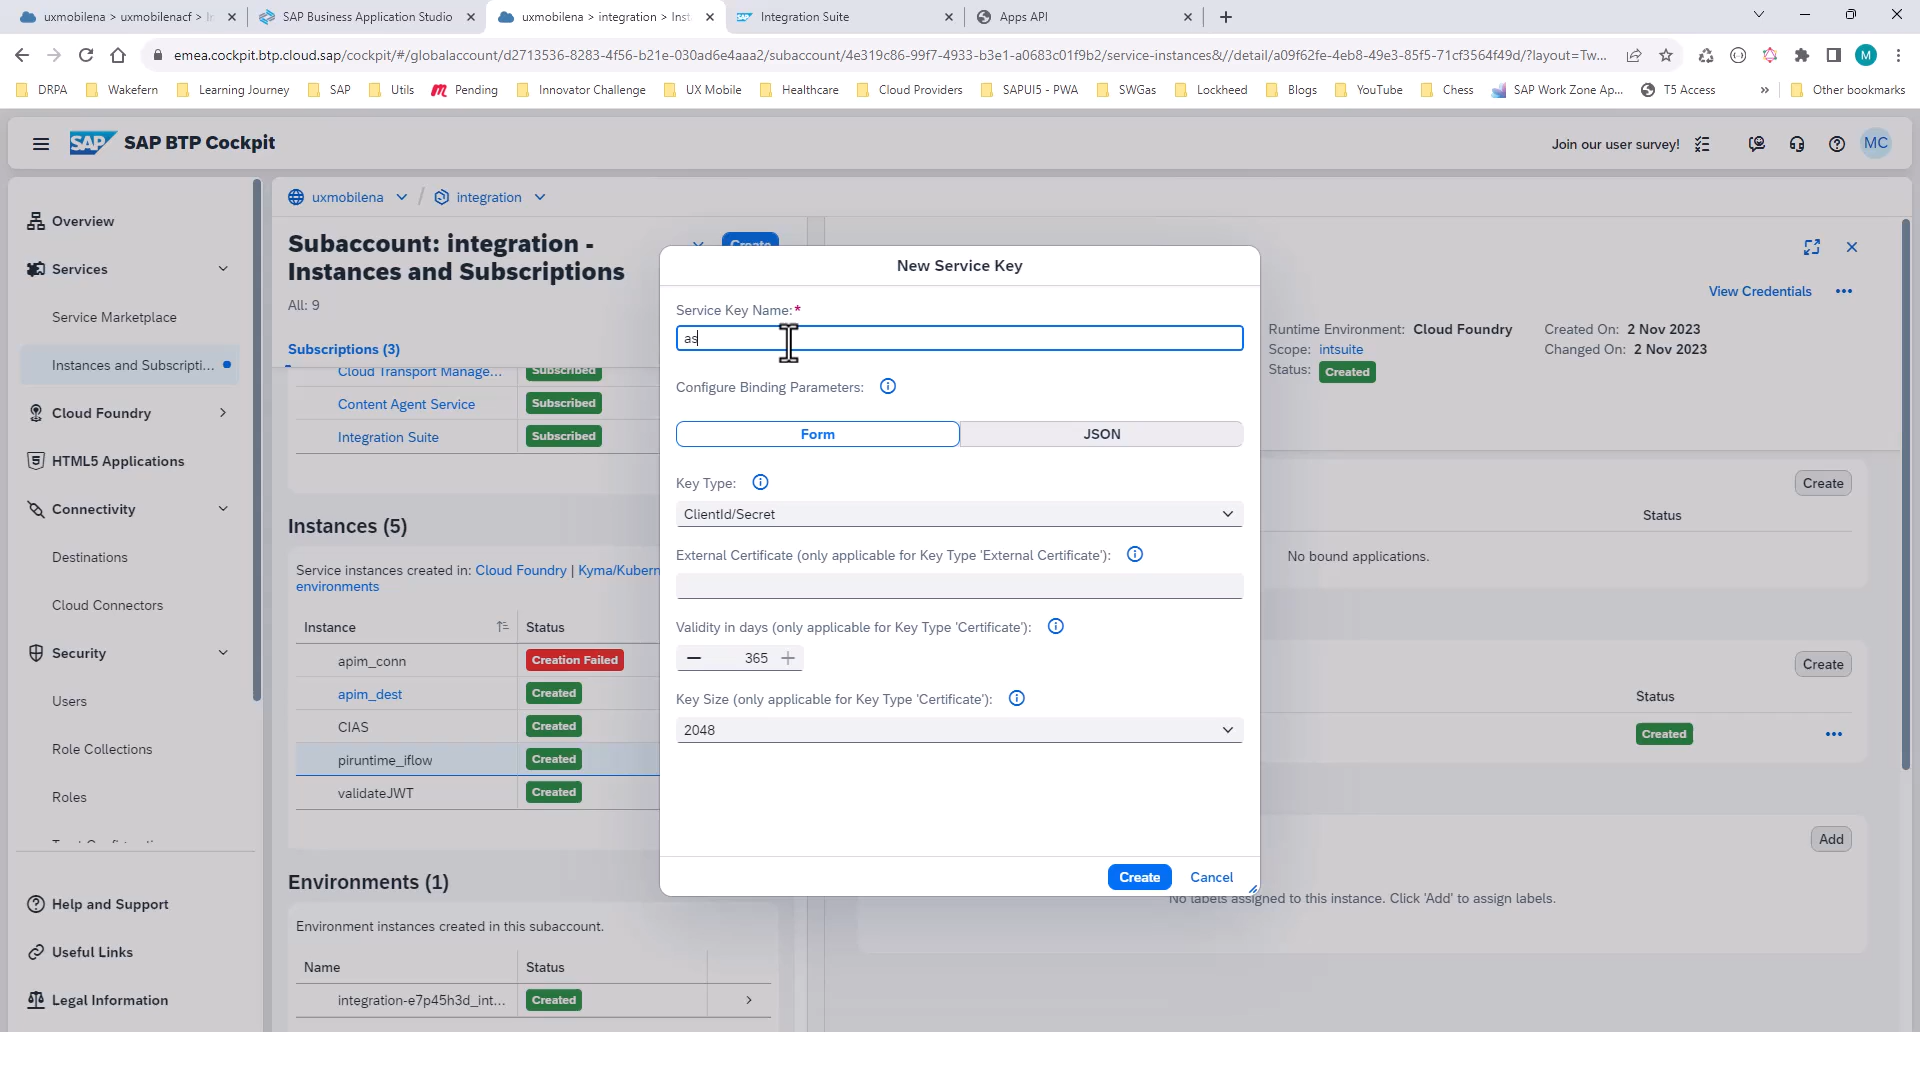 uxmobilena > uxmobilenacf > I
SAP Business Application Studio
uxmobilena > integration > Inst
Integration Suite
Apps API
emea.cockpit.btp.cloud.sap/cockpit/#/globalaccount/d2713536-8283-4f56-b21e-030ad6e4aaa2/subaccount/4e319c86-99f7-4933-b3e1-a0683c01f9b2/service-instances&//detail/a09f62fe-4eb8-49e3-85f5-71cf3564f49d/?layout=Tw...
M
DRPA Wakefern Learning Journey SAP Utils Pending Innovator Challenge UX Mobile Healthcare Cloud Providers SAPUI5 - PWA SWGas Lockheed Blogs YouTube Chess SAP Work Zone Ap... T5 Access » Other bookmarks
SAP SAP BTP Cockpit
Join our user survey!
MC
Overview
Services
Service Marketplace
Instances and Subscripti...
Cloud Foundry
HTML5 Applications
Connectivity
Destinations
Cloud Connectors
Security
Users
Role Collections
Roles
Help and Support
Useful Links
Legal Information
uxmobilena / integration
Subaccount: integration -
Instances and Subscriptions
Create
All: 9
Subscriptions (3)
Cloud Transport Manage... Subscribed
Content Agent Service Subscribed
Integration Suite Subscribed
Instances (5)
Service instances created in: Cloud Foundry | Kyma/Kubern
environments
Instance Status
apim_conn Creation Failed
apim_dest Created
CIAS Created
piruntime_iflow Created
validateJWT Created
Environments (1)
Environment instances created in this subaccount.
Name Status
integration-e7p45h3d_int... Created
New Service Key
Service Key Name:*
as
Configure Binding Parameters:
Form JSON
Key Type:
ClientId/Secret
External Certificate (only applicable for Key Type 'External Certificate'):
Validity in days (only applicable for Key Type 'Certificate'):
365
Key Size (only applicable for Key Type 'Certificate'):
2048
Create Cancel
View Credentials
Runtime Environment: Cloud Foundry
Scope: intsuite
Status: Created
Created On: 2 Nov 2023
Changed On: 2 Nov 2023
Create
Status
No bound applications.
Create
Status
Created
Add
No labels assigned to this instance. Click 'Add' to assign labels.